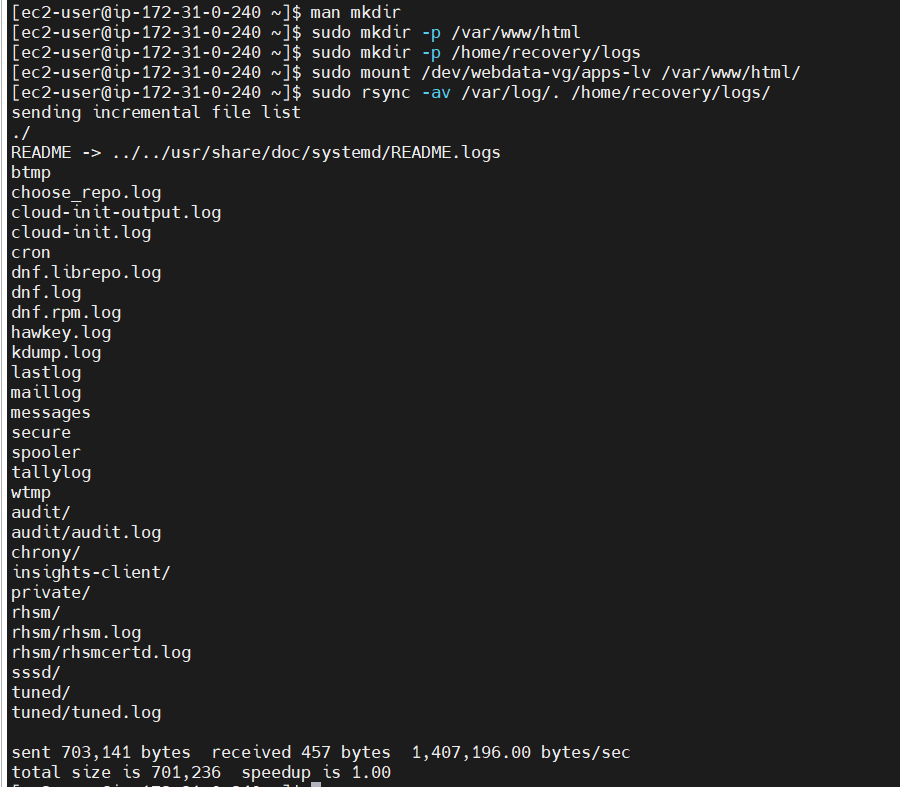 [ec2-user@ip-172-31-0-240 ~]$ man mkdir
[ec2-user@ip-172-31-0-240 ~]$ sudo mkdir -p /var/www/html
[ec2-user@ip-172-31-0-240 ~]$ sudo mkdir -p /home/recovery/logs
[ec2-user@ip-172-31-0-240 ~]$ sudo mount /dev/webdata-vg/apps-lv /var/www/html/
[ec2-user@ip-172-31-0-240 ~]$ sudo rsync -av /var/log/. /home/recovery/logs/
sending incremental file list
./
README -> ../../usr/share/doc/systemd/README.logs
btmp
choose_repo.log
cloud-init-output.log
cloud-init.log
cron
dnf.librepo.log
dnf.log
dnf.rpm.log
hawkey.log
kdump.log
lastlog
maillog
messages
secure
spooler
tallylog
wtmp
audit/
audit/audit.log
chrony/
insights-client/
private/
rhsm/
rhsm/rhsm.log
rhsm/rhsmcertd.log
sssd/
tuned/
tuned/tuned.log
sent 703,141 bytes  received 457 bytes  1,407,196.00 bytes/sec
total size is 701,236  speedup is 1.00